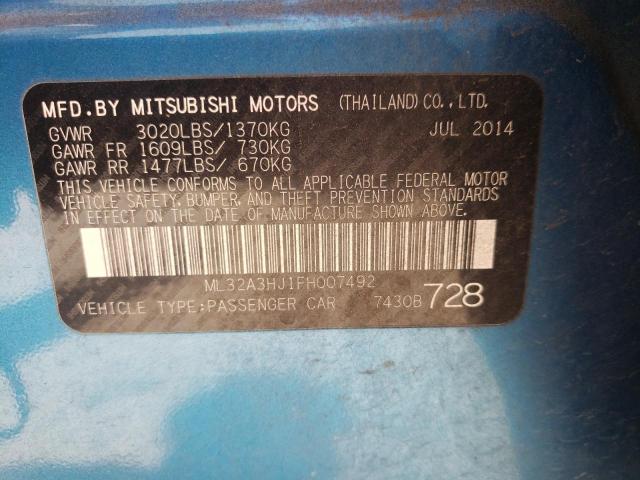 MFD.BY MITSUBISHI MOTORS (THAILAND) CO.,LTD.
GVWR 3020LBS/1370KG JUL 2014
GAWR FR 1609LBS/ 730KG
GAWR RR 1477LBS/ 670KG
THIS VEHICLE CONFORMS TO ALL APPLICABLE FEDERAL MOTOR
VEHICLE SAFETY, BUMPER, AND THEFT PREVENTION STANDARDS
IN EFFECT ON THE DATE OF MANUFACTURE SHOWN ABOVE.
ML32A3HJ1FH007492
VEHICLE TYPE:PASSENGER CAR 7430B 728